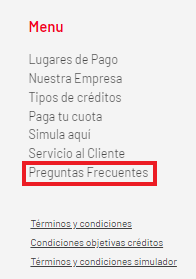 Menu
Lugares de Pago
Nuestra Empresa
Tipos de créditos
Paga tu cuota
Simula aquí
Servicio al Cliente
Preguntas Frecuentes
Términos y condiciones
Condiciones objetivas créditos
Términos y condiciones simulador